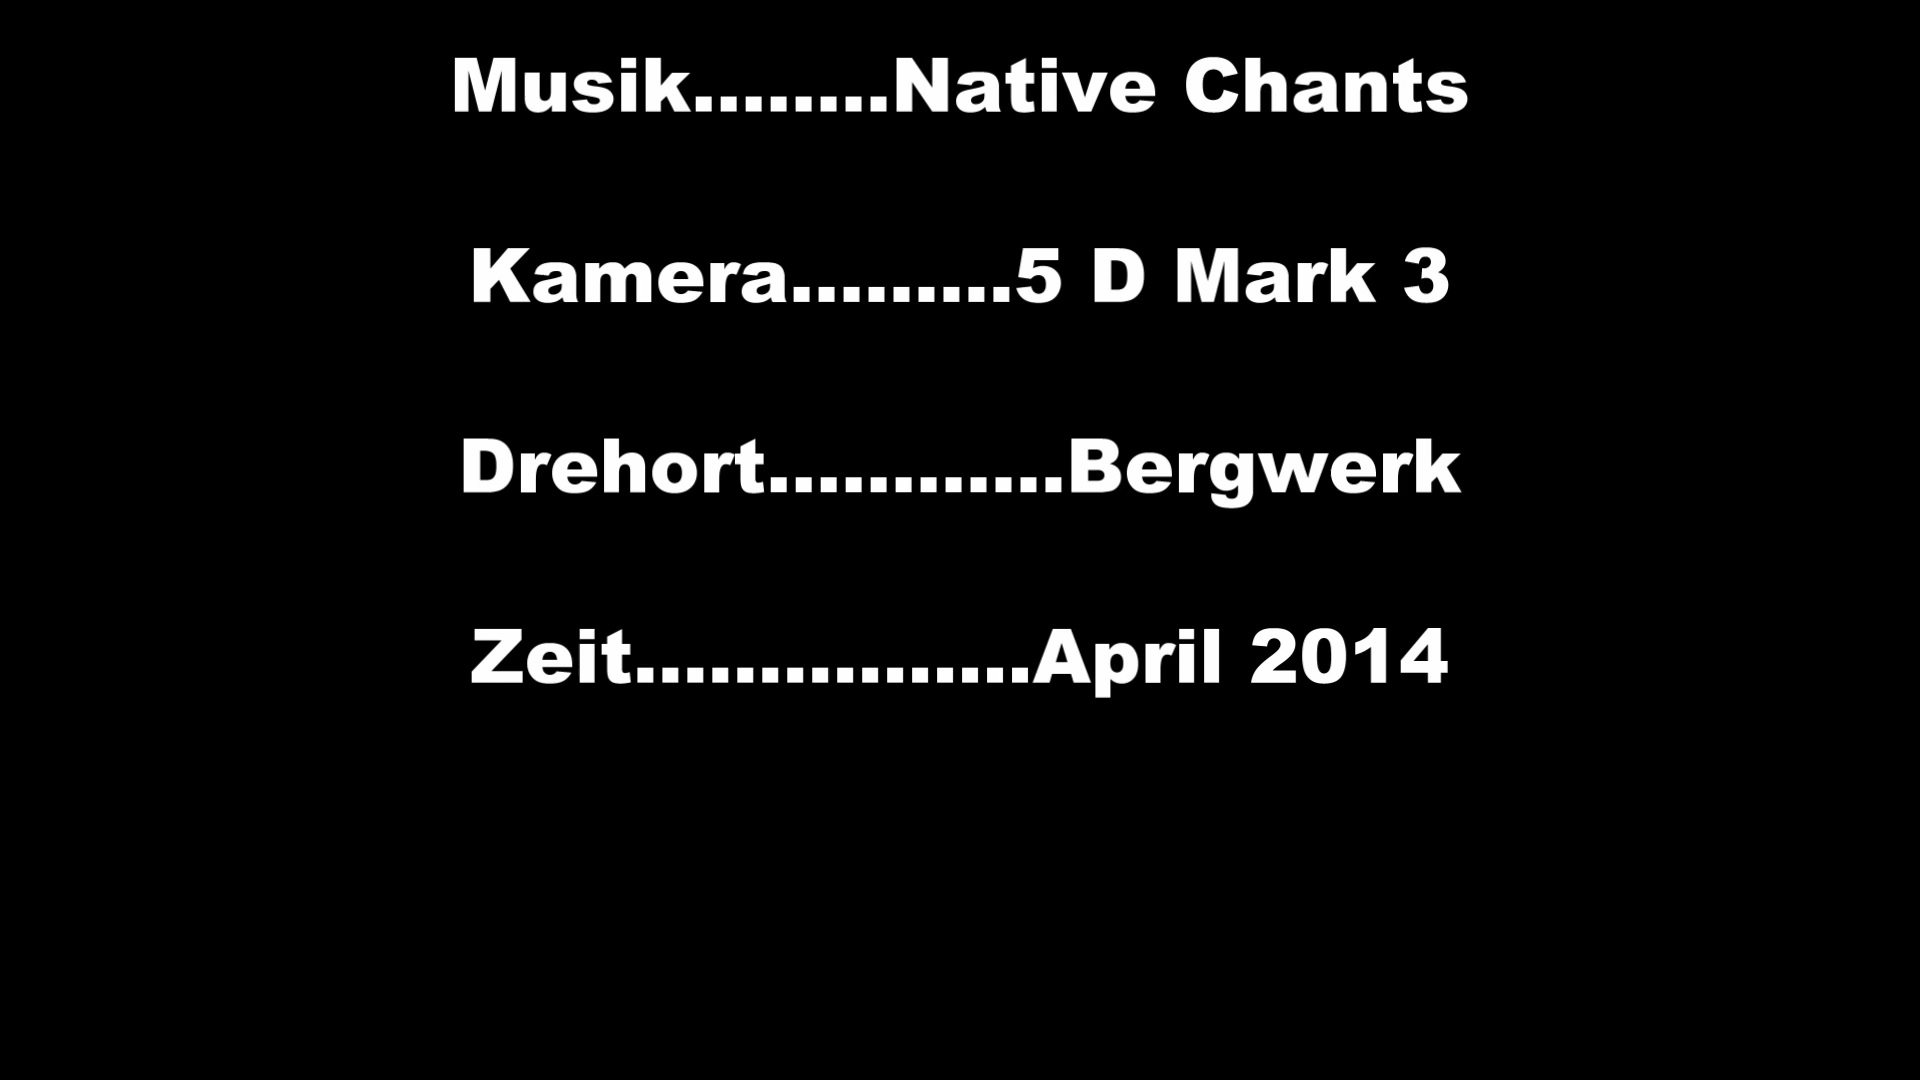 Musik........Native Chants
Kamera.........5 D Mark 3
Drehort............Bergwerk
Zeit................April 2014